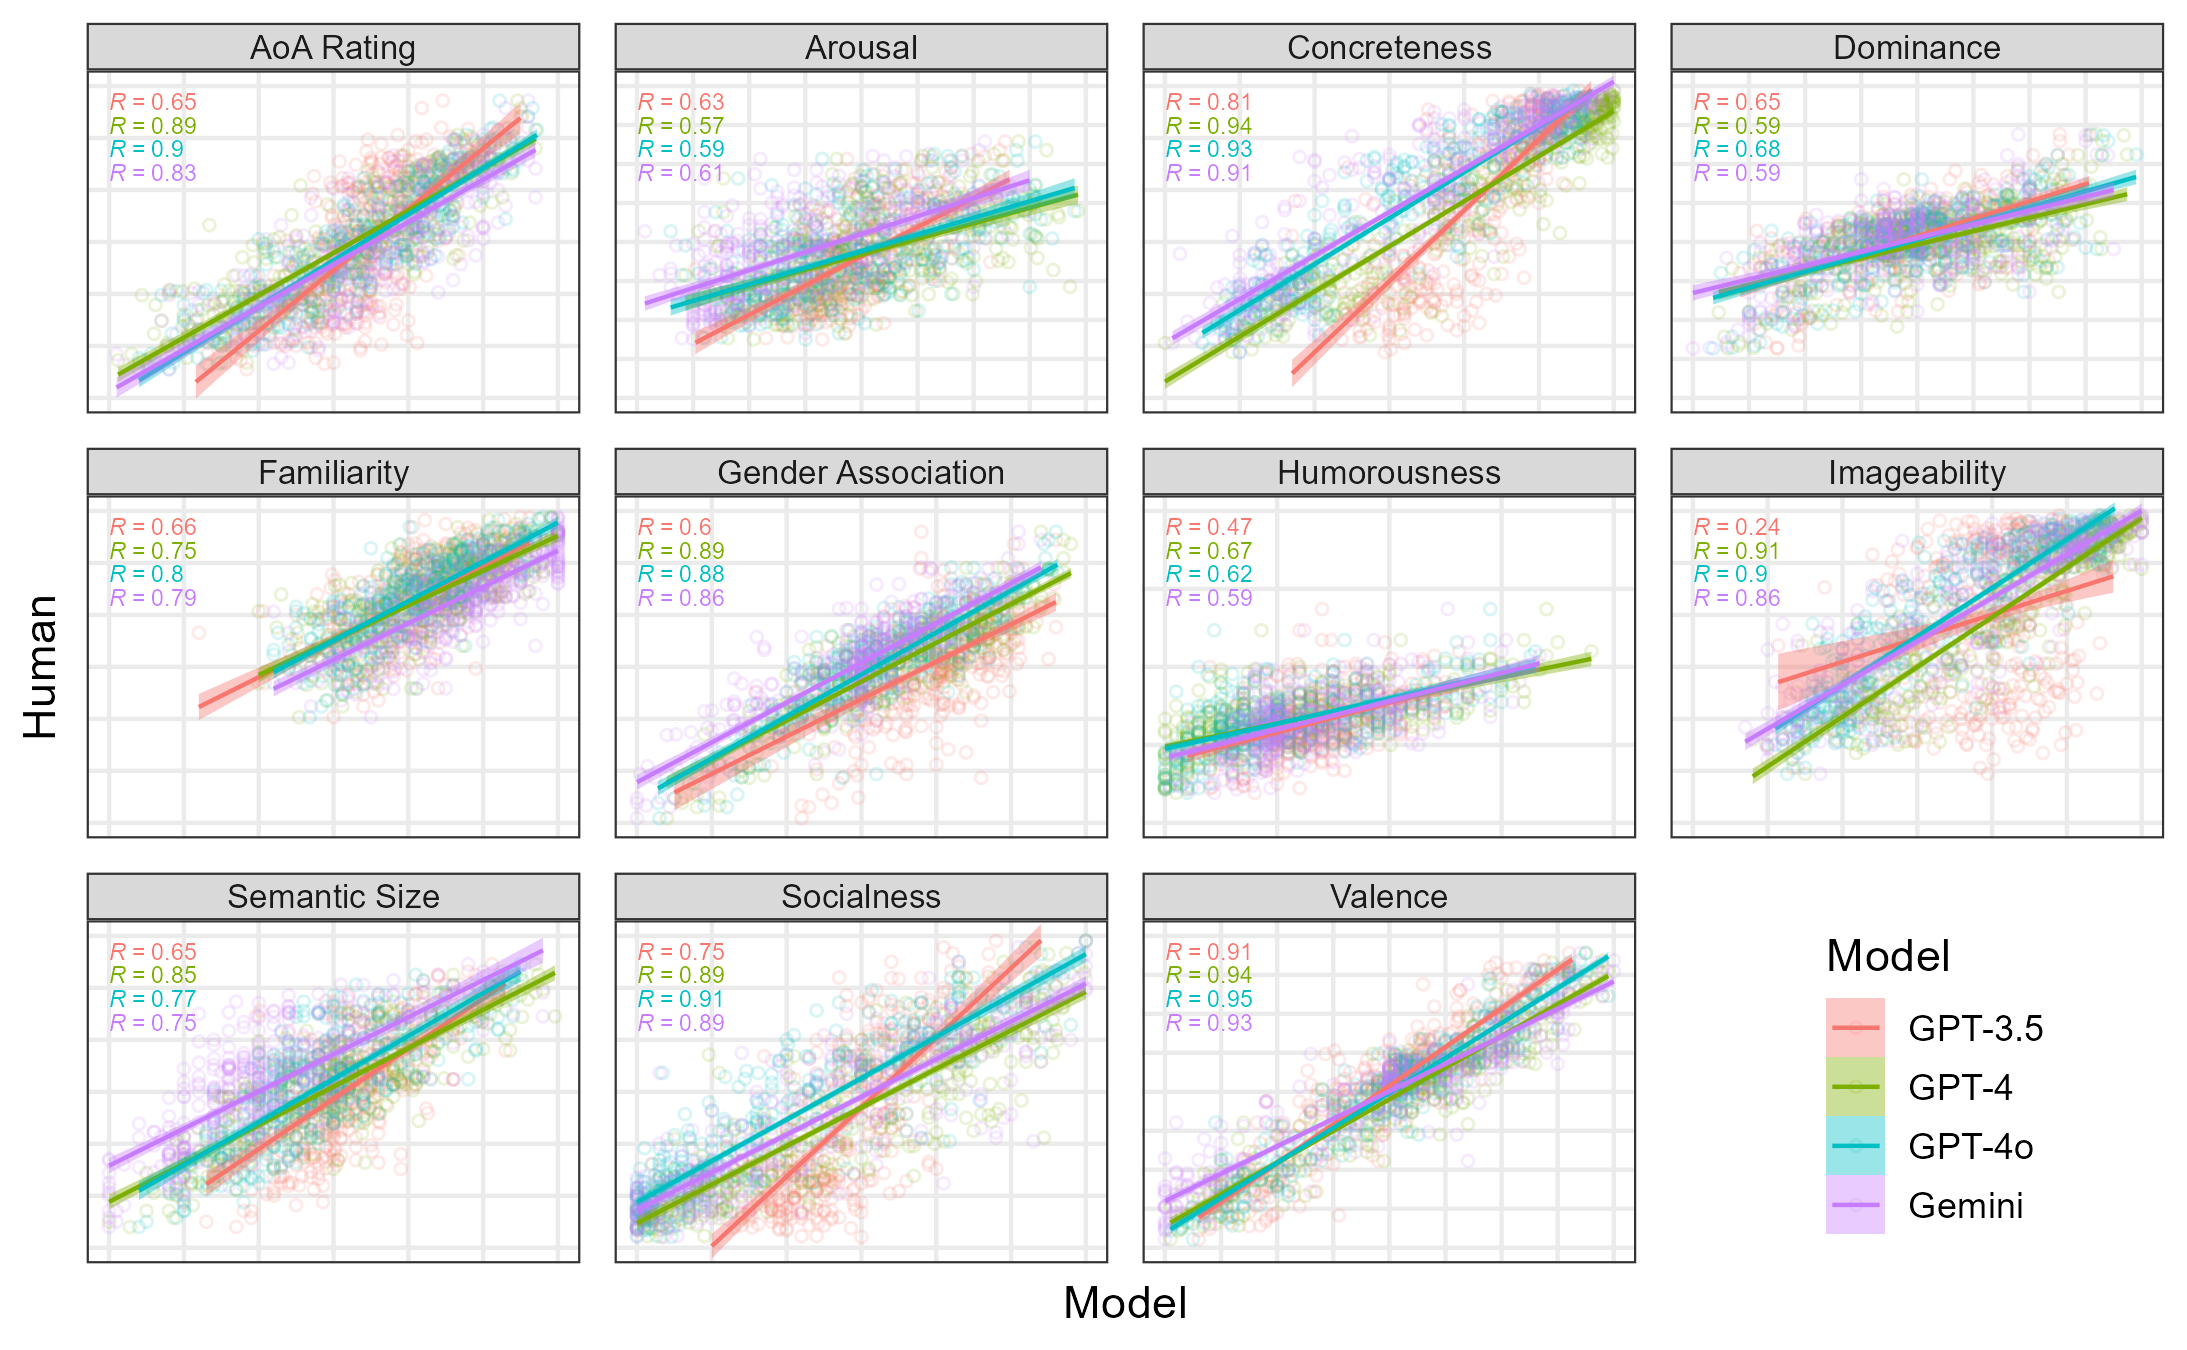 AoA Rating
R = 0.65
R = 0.89
R = 0.9
R = 0.83
Arousal
R = 0.63
R = 0.57
R = 0.59
R = 0.61
Concreteness
R = 0.81
R = 0.94
R = 0.93
R = 0.91
Dominance
R = 0.65
R = 0.59
R = 0.68
R = 0.59
Familiarity
R = 0.66
R = 0.75
R = 0.8
R = 0.79
Gender Association
R = 0.6
R = 0.89
R = 0.88
R = 0.86
Humorousness
R = 0.47
R = 0.67
R = 0.62
R = 0.59
Imageability
R = 0.24
R = 0.91
R = 0.9
R = 0.86
Semantic Size
R = 0.65
R = 0.85
R = 0.77
R = 0.75
Socialness
R = 0.75
R = 0.89
R = 0.91
R = 0.89
Valence
R = 0.91
R = 0.94
R = 0.95
R = 0.93
Model
GPT-3.5
GPT-4
GPT-4o
Gemini
Human
Model